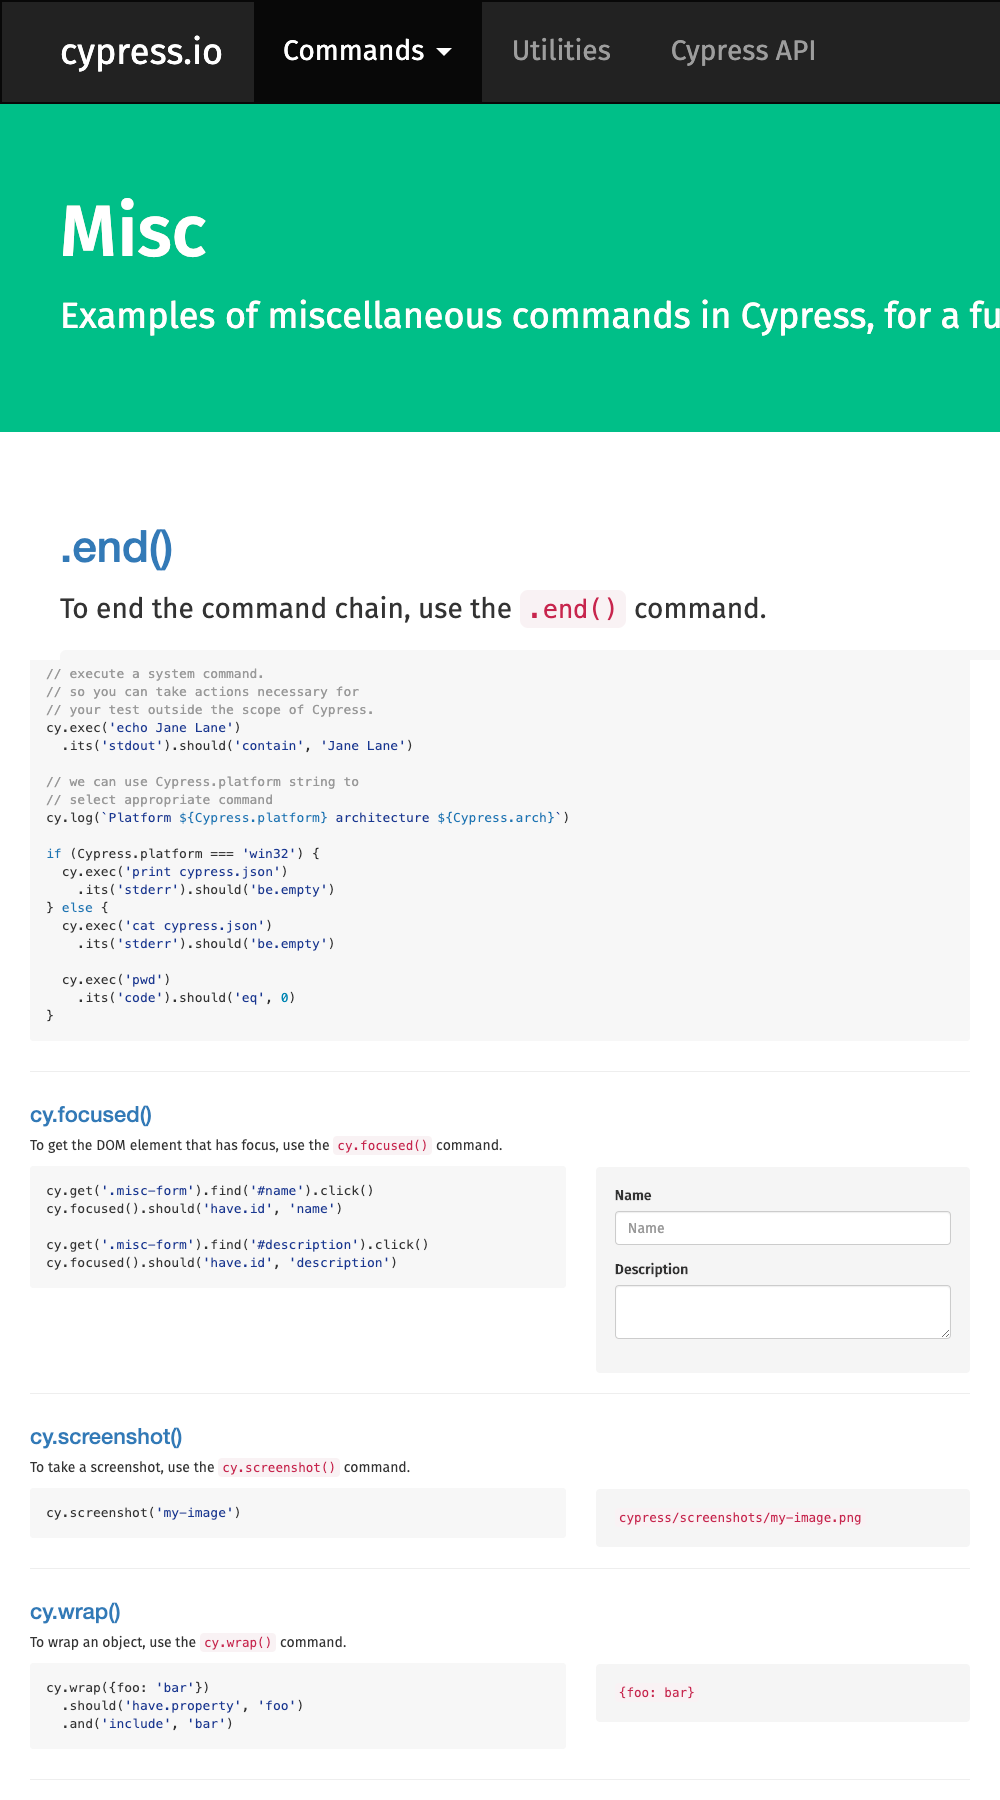 cypress.io Commands Utilities Cypress API
Misc
Examples of miscellaneous commands in Cypress, for a fu
.end()
To end the command chain, use the .end() command.
// execute a system command.
// so you can take actions necessary for
// your test outside the scope of Cypress.
cy.exec('echo Jane Lane')
  .its('stdout').should('contain', 'Jane Lane')
// we can use Cypress.platform string to
// select appropriate command
cy.log(`Platform ${Cypress.platform} architecture ${Cypress.arch}`)
if (Cypress.platform === 'win32') {
  cy.exec('print cypress.json')
    .its('stderr').should('be.empty')
} else {
  cy.exec('cat cypress.json')
    .its('stderr').should('be.empty')
  cy.exec('pwd')
    .its('code').should('eq', 0)
}
cy.focused()
To get the DOM element that has focus, use the cy.focused() command.
cy.get('.misc-form').find('#name').click()
cy.focused().should('have.id', 'name')
cy.get('.misc-form').find('#description').click()
cy.focused().should('have.id', 'description')
Name
Name
Description
cy.screenshot()
To take a screenshot, use the cy.screenshot() command.
cy.screenshot('my-image')
cypress/screenshots/my-image.png
cy.wrap()
To wrap an object, use the cy.wrap() command.
cy.wrap({foo: 'bar'})
  .should('have.property', 'foo')
  .and('include', 'bar')
{foo: bar}